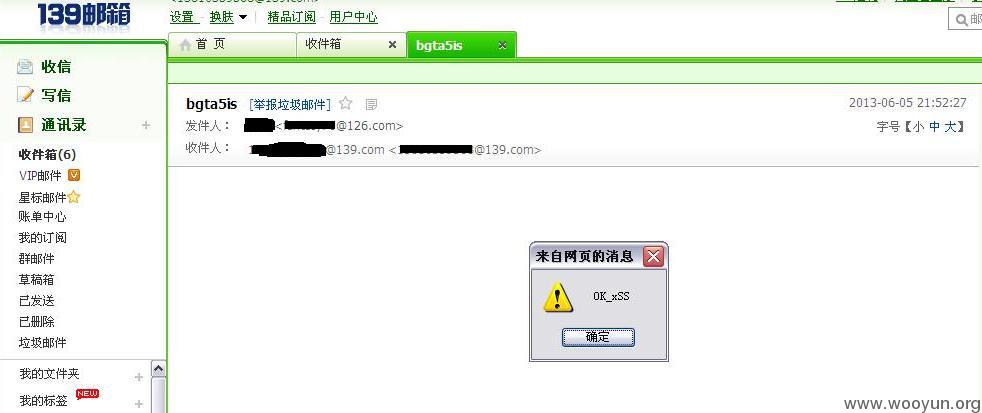 139邮箱
设置 换肤 精品订阅 - 用户中心
首 页 收件箱 bgta5is
收信
写信
通讯录
收件箱(6)
VIP邮件
星标邮件
账单中心
我的订阅
群邮件
草稿箱
已发送
已删除
垃圾邮件
我的文件夹
我的标签 NEW
bgta5is [举报垃圾邮件] 2013-06-05 21:52:27
发件人： @126.com> 字号【小 中 大】
收件人： @139.com < @139.com>
来自网页的消息
OK_xSS
确定
www.wooyun.org